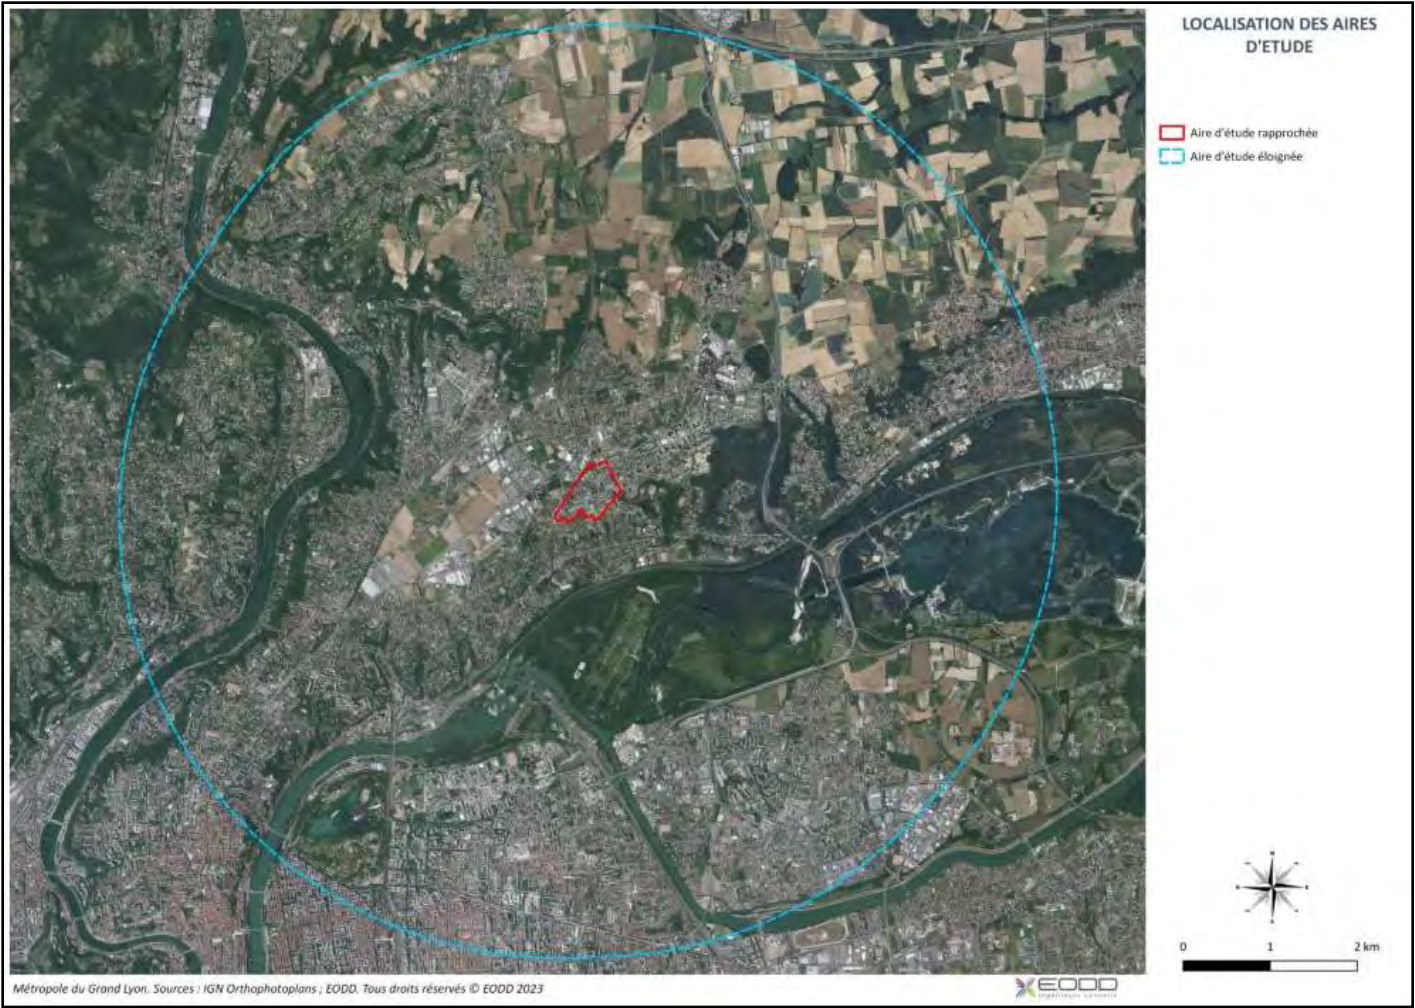 LOCALISATION DES AIRES
D'ETUDE
Aire d'étude rapprochée
Aire d'étude éloignée
0 1 2 km
Métropole du Grand Lyon. Sources : IGN Orthophotoplans ; EODD. Tous droits réservés © EODD 2023
EODD